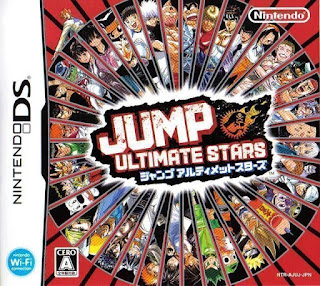 Nintendo
NINTENDO DS
JUMP
ULTIMATE STARS
ジャンプ アルティメットスターズ
Nintendo
Wi-Fi
connection
CERO
A
NTR-AJUJ-JPN